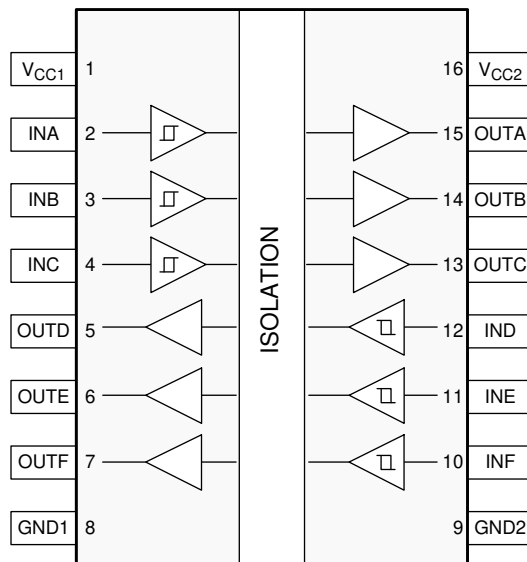 VCC1 1 16 VCC2
INA 2 15 OUTA
INB 3 14 OUTB
INC 4 13 OUTC
OUTD 5 12 IND
OUTE 6 11 INE
OUTF 7 10 INF
GND1 8 9 GND2
ISOLATION